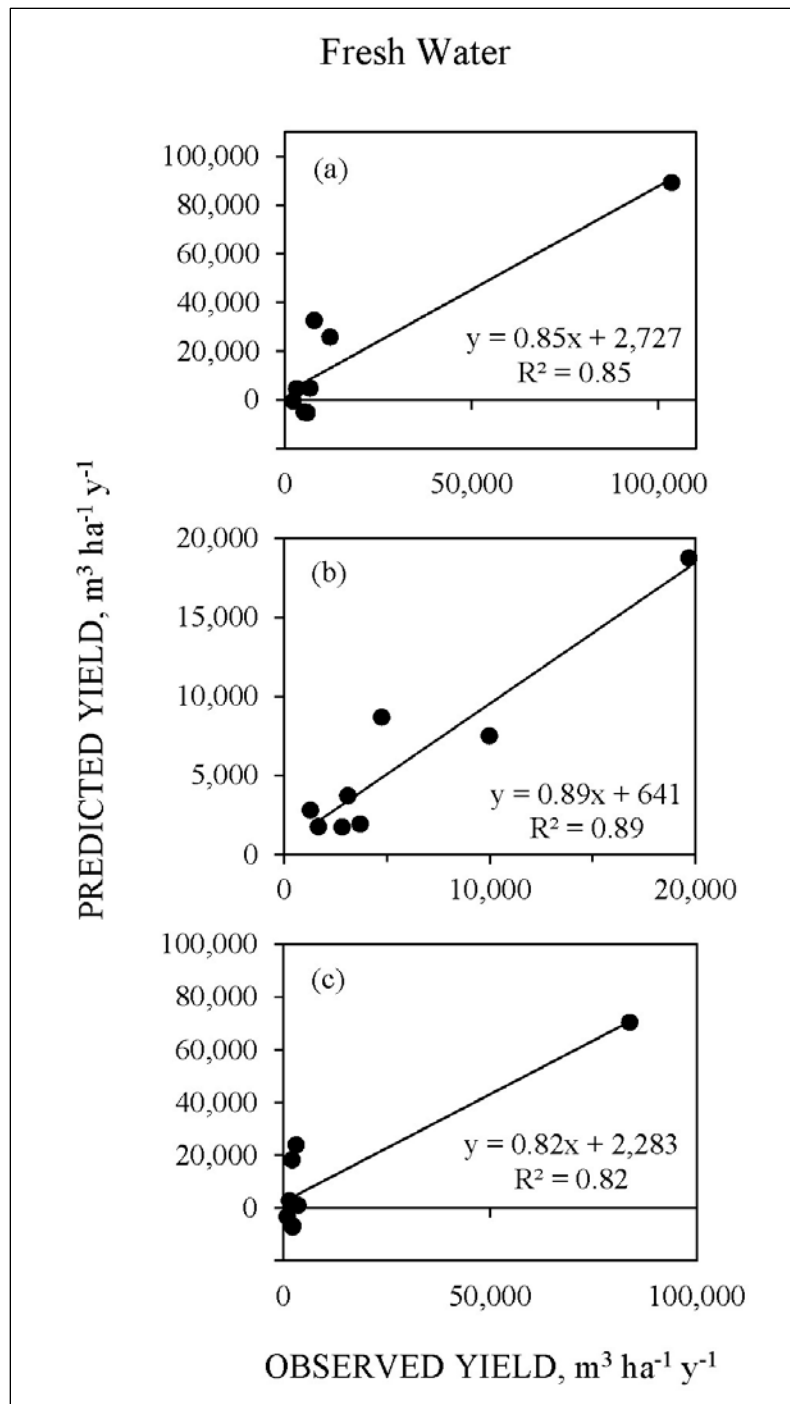 Fresh Water
PREDICTED YIELD, m³ ha⁻¹ y⁻¹
(a)
100,000
80,000
60,000
40,000
20,000
0
y = 0.85x + 2,727
R² = 0.85
0 50,000 100,000
(b)
20,000
15,000
10,000
5,000
0
y = 0.89x + 641
R² = 0.89
0 10,000 20,000
(c)
100,000
80,000
60,000
40,000
20,000
0
y = 0.82x + 2,283
R² = 0.82
0 50,000 100,000
OBSERVED YIELD, m³ ha⁻¹ y⁻¹